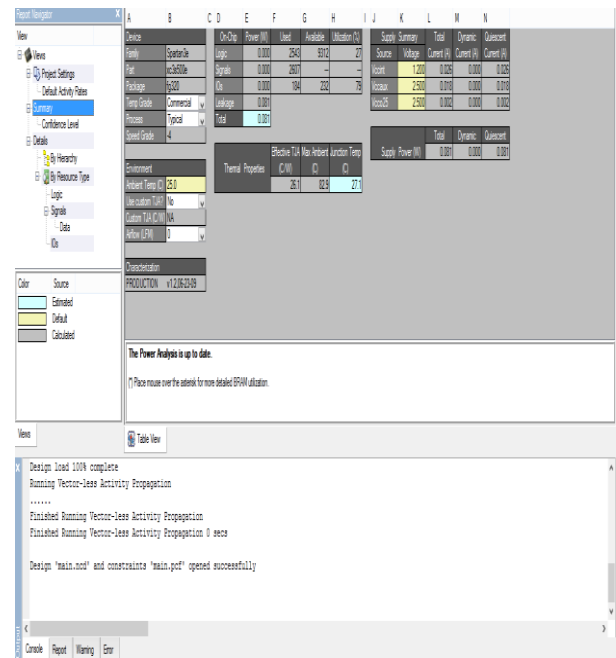 Report Navigator X
View
Views
Project Settings
Default Activity Rates
Summary
Confidence Level
Details
By Hierarchy
By Resource Type
Logic
Signals
Data
IOs
Color Source
Estimated
Default
Calculated
Views
A B C D E F G H I J K L M N
Device
Family Spartan3e
Part xc3s500e
Package fg320
Temp Grade Commercial
Process Typical
Speed Grade -4
Environment
Ambient Temp (C) 25.0
Use custom TJA? No
Custom TJA (C/W) NA
Airflow (LFM) 0
Characterization
PRODUCTION v1.2,06-23-09
On-Chip Power (W) Used Available Utilization (%)
Logic 0.000 2543 9312 27
Signals 0.000 2607 -- --
IOs 0.000 184 232 79
Leakage 0.081
Total 0.081
Effective TJA Max Ambient Junction Temp
Thermal Properties (C/W) (C) (C)
26.1 82.9 27.1
Supply Summary Total Dynamic Quiescent
Source Voltage Current (A) Current (A) Current (A)
Vccint 1.200 0.026 0.000 0.026
Vccaux 2.500 0.018 0.000 0.018
Vcco25 2.500 0.002 0.000 0.002
Total Dynamic Quiescent
Supply Power (W) 0.081 0.000 0.081
The Power Analysis is up to date.
(*) Place mouse over the asterisk for more detailed BRAM utilization.
Table View
Design load 100% complete
Running Vector-less Activity Propagation
......
Finished Running Vector-less Activity Propagation
Finished Running Vector-less Activity Propagation 0 secs
Design 'main.ncd' and constraints 'main.pcf' opened successfully
Console Report Warning Error